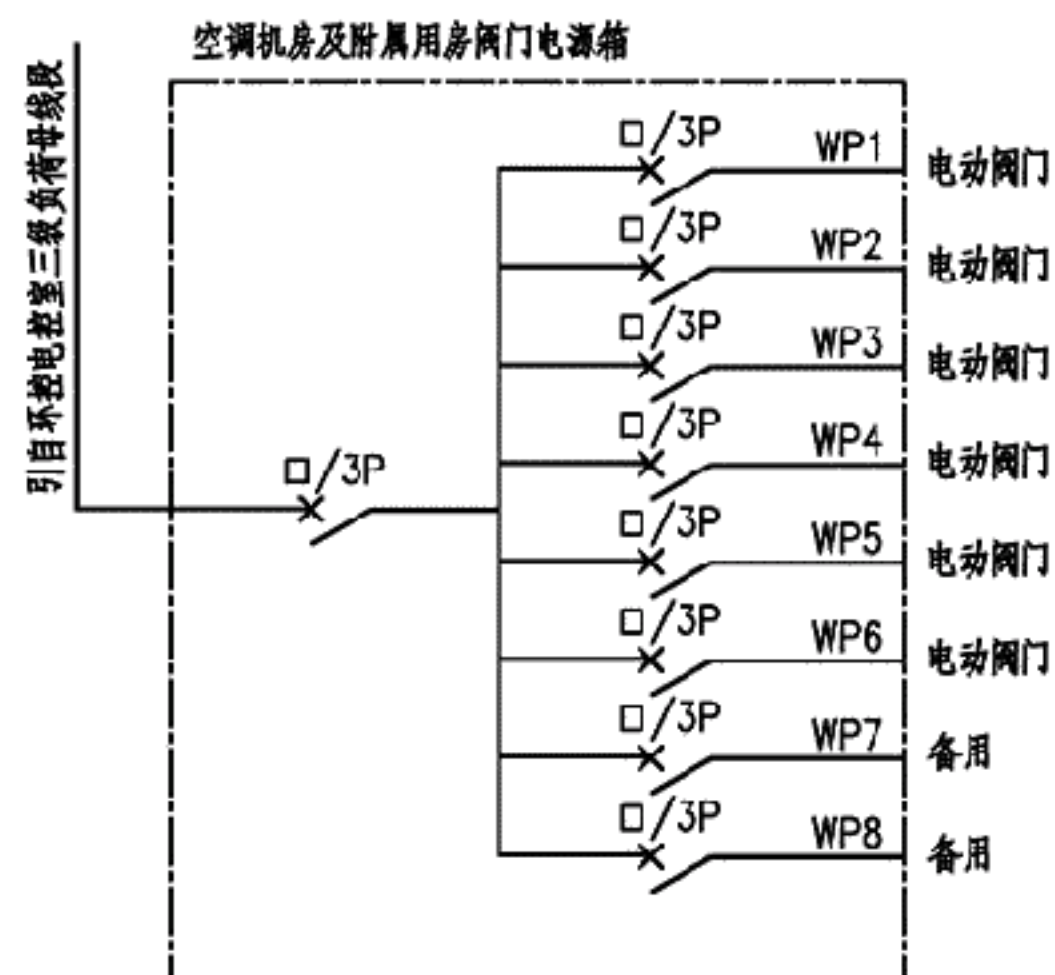 空调机房及附属用房阀门电源箱
引自环控电控室三级负荷母线段
□/3P
□/3P WP1 电动阀门
□/3P WP2 电动阀门
□/3P WP3 电动阀门
□/3P WP4 电动阀门
□/3P WP5 电动阀门
□/3P WP6 电动阀门
□/3P WP7 备用
□/3P WP8 备用